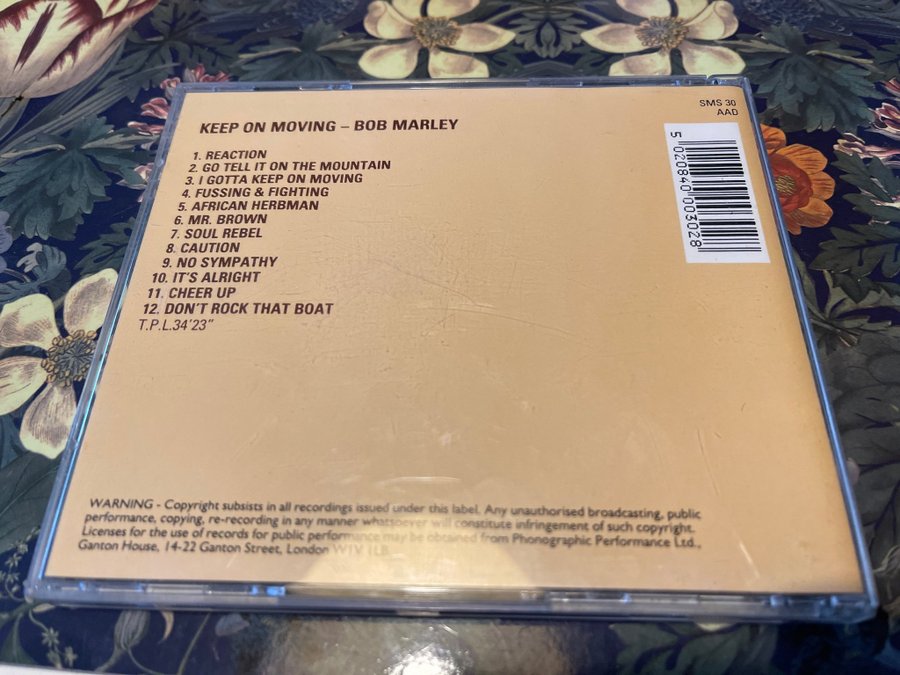 KEEP ON MOVING – BOB MARLEY
SMS 30
AAD
5 020840 003028
1. REACTION
2. GO TELL IT ON THE MOUNTAIN
3. I GOTTA KEEP ON MOVING
4. FUSSING & FIGHTING
5. AFRICAN HERBMAN
6. MR. BROWN
7. SOUL REBEL
8. CAUTION
9. NO SYMPATHY
10. IT'S ALRIGHT
11. CHEER UP
12. DON'T ROCK THAT BOAT
T.P.L.34'23"
WARNING - Copyright subsists in all recordings issued under this label. Any unauthorised broadcasting, public
performance, copying, re-recording in any manner whatsoever will constitute infringement of such copyright.
Licenses for the use of records for public performance may be obtained from Phonographic Performance Ltd.,
Ganton House, 14-22 Ganton Street, London W1V 1LB